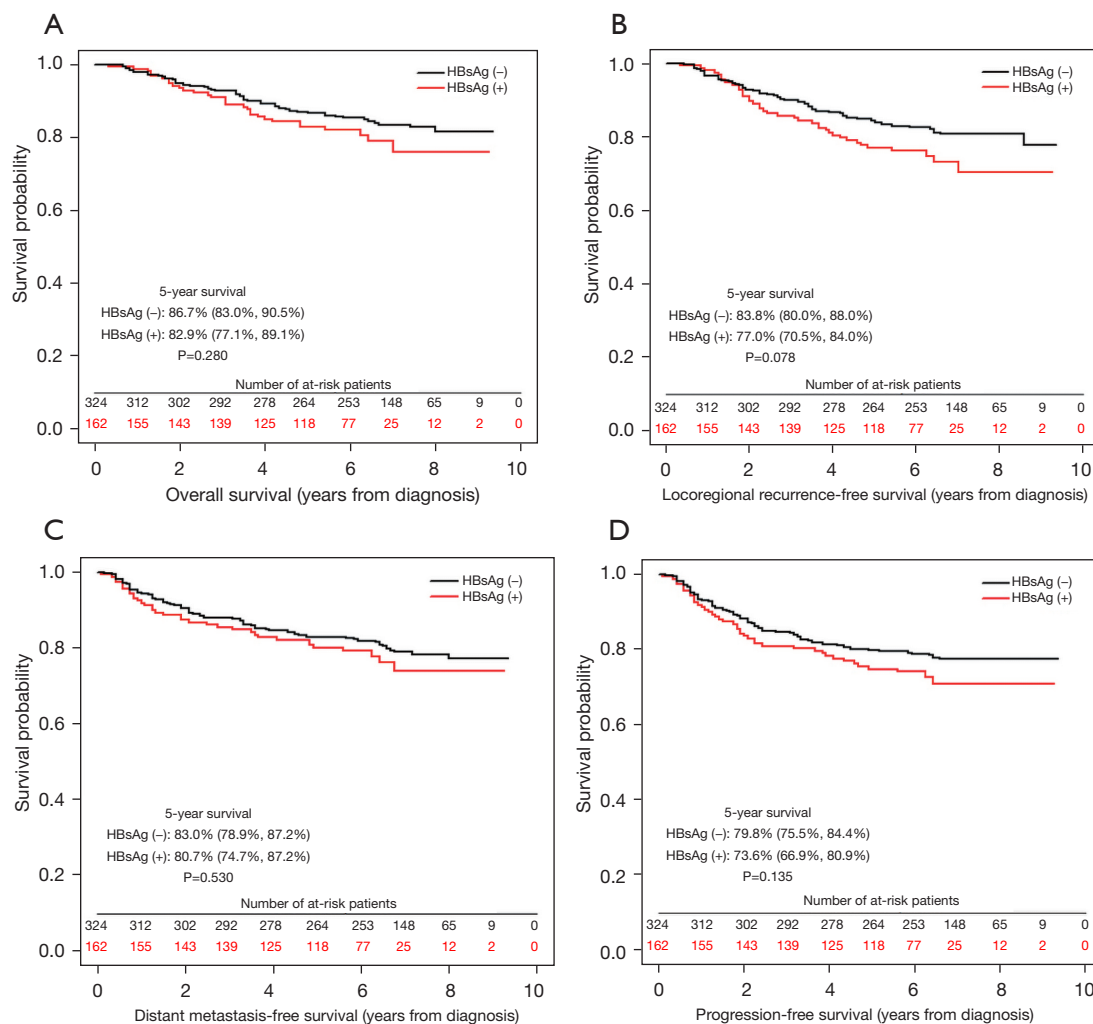 A
1.0
0.8
0.6
0.4
0.2
0.0
Survival probability
HBsAg (–)
HBsAg (+)
5-year survival
HBsAg (–): 86.7% (83.0%, 90.5%)
HBsAg (+): 82.9% (77.1%, 89.1%)
P=0.280
Number of at-risk patients
324 312 302 292 278 264 253 148 65 9 0
162 155 143 139 125 118 77 25 12 2 0
0 2 4 6 8 10
Overall survival (years from diagnosis)
B
1.0
0.8
0.6
0.4
0.2
0.0
Survival probability
HBsAg (–)
HBsAg (+)
5-year survival
HBsAg (–): 83.8% (80.0%, 88.0%)
HBsAg (+): 77.0% (70.5%, 84.0%)
P=0.078
Number of at-risk patients
324 312 302 292 278 264 253 148 65 9 0
162 155 143 139 125 118 77 25 12 2 0
0 2 4 6 8 10
Locoregional recurrence-free survival (years from diagnosis)
C
1.0
0.8
0.6
0.4
0.2
0.0
Survival probability
HBsAg (–)
HBsAg (+)
5-year survival
HBsAg (–): 83.0% (78.9%, 87.2%)
HBsAg (+): 80.7% (74.7%, 87.2%)
P=0.530
Number of at-risk patients
324 312 302 292 278 264 253 148 65 9 0
162 155 143 139 125 118 77 25 12 2 0
0 2 4 6 8 10
Distant metastasis-free survival (years from diagnosis)
D
1.0
0.8
0.6
0.4
0.2
0.0
Survival probability
HBsAg (–)
HBsAg (+)
5-year survival
HBsAg (–): 79.8% (75.5%, 84.4%)
HBsAg (+): 73.6% (66.9%, 80.9%)
P=0.135
Number of at-risk patients
324 312 302 292 278 264 253 148 65 9 0
162 155 143 139 125 118 77 25 12 2 0
0 2 4 6 8 10
Progression-free survival (years from diagnosis)